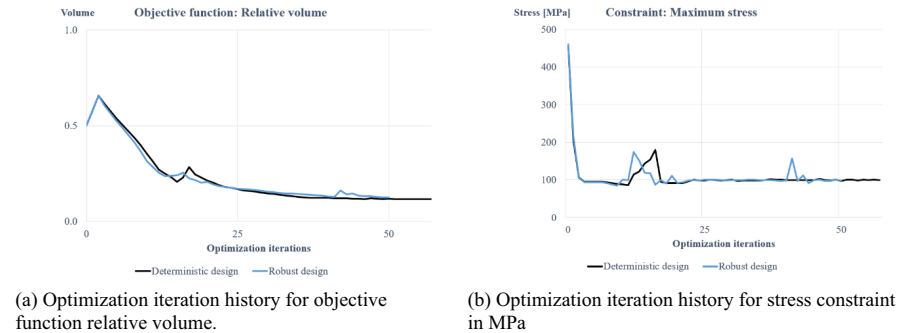 Volume
Objective function: Relative volume
1.0
0.5
0.0
0
25
50
Optimization iterations
Deterministic design
Robust design
(a) Optimization iteration history for objective
function relative volume.
Stress [MPa]
Constraint: Maximum stress
500
400
300
200
100
0
0
25
50
Optimization iterations
Deterministic design
Robust design
(b) Optimization iteration history for stress constraint
in MPa